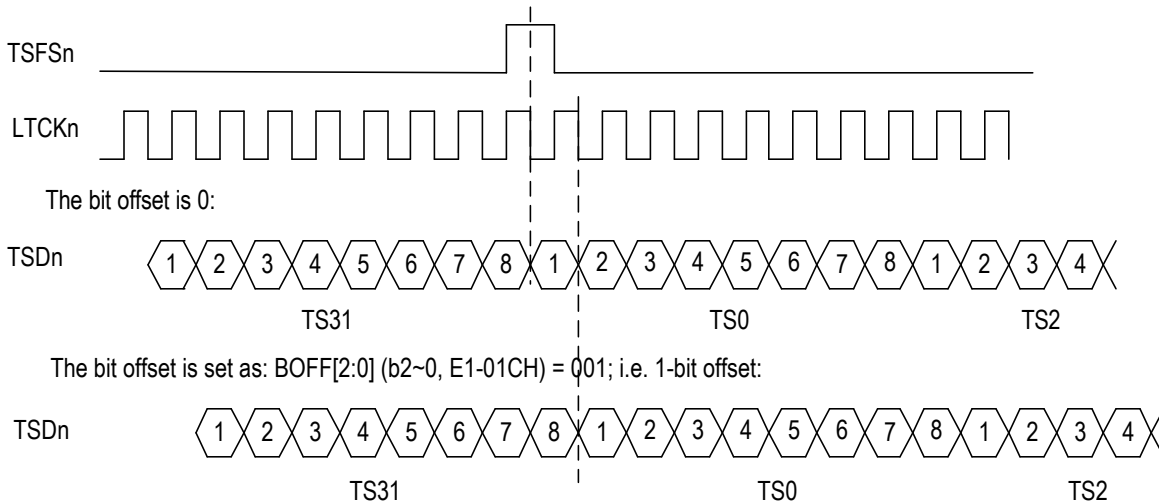 TSFSn
LTCKn
The bit offset is 0:
TSDn 1 2 3 4 5 6 7 8 1 2 3 4 5 6 7 8 1 2 3 4
TS31 TS0 TS2
The bit offset is set as: BOFF[2:0] (b2~0, E1-01CH) = 001; i.e. 1-bit offset:
TSDn 1 2 3 4 5 6 7 8 1 2 3 4 5 6 7 8 1 2 3 4
TS31 TS0 TS2